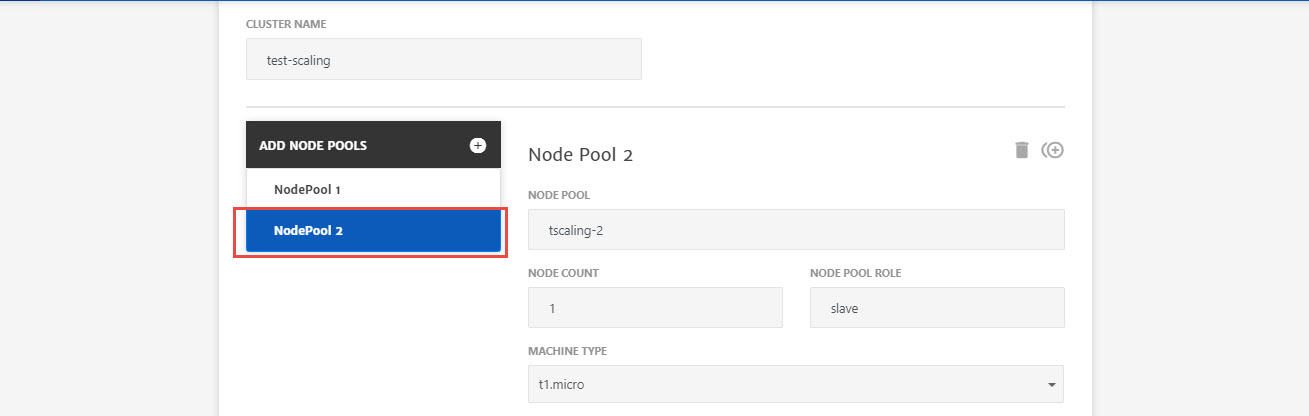 CLUSTER NAME
test-scaling
ADD NODE POOLS
NodePool 1
NodePool 2
Node Pool 2
NODE POOL
tscaling-2
NODE COUNT
NODE POOL ROLE
1
slave
MACHINE TYPE
t1.micro